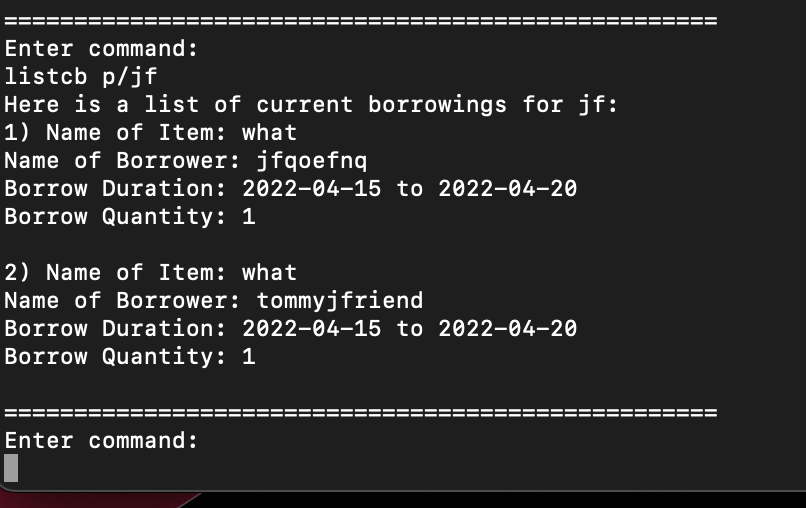 ===================================================
Enter command:
listcb p/jf
Here is a list of current borrowings for jf:
1) Name of Item: what
Name of Borrower: jfqoefnq
Borrow Duration: 2022-04-15 to 2022-04-20
Borrow Quantity: 1
2) Name of Item: what
Name of Borrower: tommyjfriend
Borrow Duration: 2022-04-15 to 2022-04-20
Borrow Quantity: 1
===================================================
Enter command: